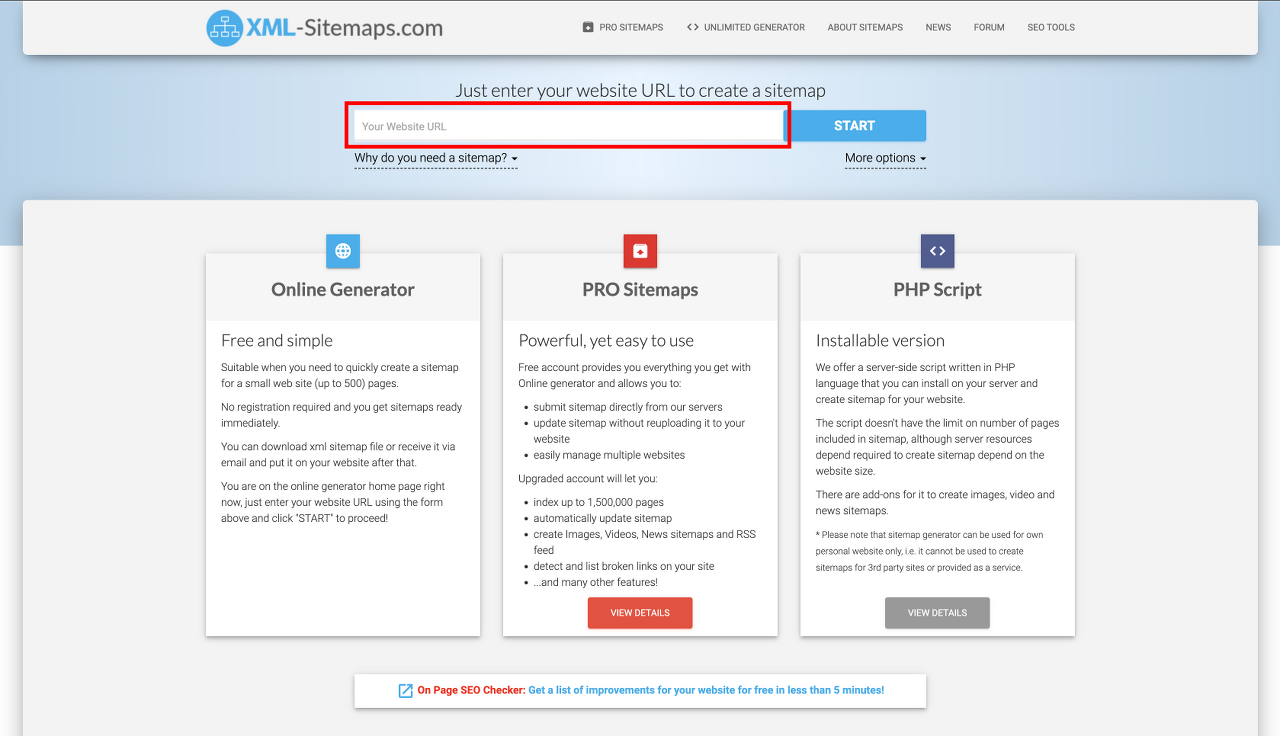 XML-Sitemaps.com
PRO SITEMAPS
UNLIMITED GENERATOR
ABOUT SITEMAPS
NEWS
FORUM
SEO TOOLS
Just enter your website URL to create a sitemap
Your Website URL
START
Why do you need a sitemap?
More options
Online Generator
Free and simple
Suitable when you need to quickly create a sitemap
for a small web site (up to 500) pages.
No registration required and you get sitemaps ready
immediately.
You can download xml sitemap file or receive it via
email and put it on your website after that.
You are on the online generator home page right
now, just enter your website URL using the form
above and click "START" to proceed!
PRO Sitemaps
Powerful, yet easy to use
Free account provides you everything you get with
Online generator and allows you to:
• submit sitemap directly from our servers
• update sitemap without reuploading it to your
website
• easily manage multiple websites
Upgraded account will let you:
• index up to 1,500,000 pages
• automatically update sitemap
• create Images, Videos, News sitemaps and RSS
feed
• detect and list broken links on your site
• ...and many other features!
VIEW DETAILS
PHP Script
Installable version
We offer a server-side script written in PHP
language that you can install on your server and
create sitemap for your website.
The script doesn't have the limit on number of pages
included in sitemap, although server resources
depend required to create sitemap depend on the
website size.
There are add-ons for it to create images, video and
news sitemaps.
* Please note that sitemap generator can be used for own
personal website only, i.e. it cannot be used to create
sitemaps for 3rd party sites or provided as a service.
VIEW DETAILS
On Page SEO Checker: Get a list of improvements for your website for free in less than 5 minutes!